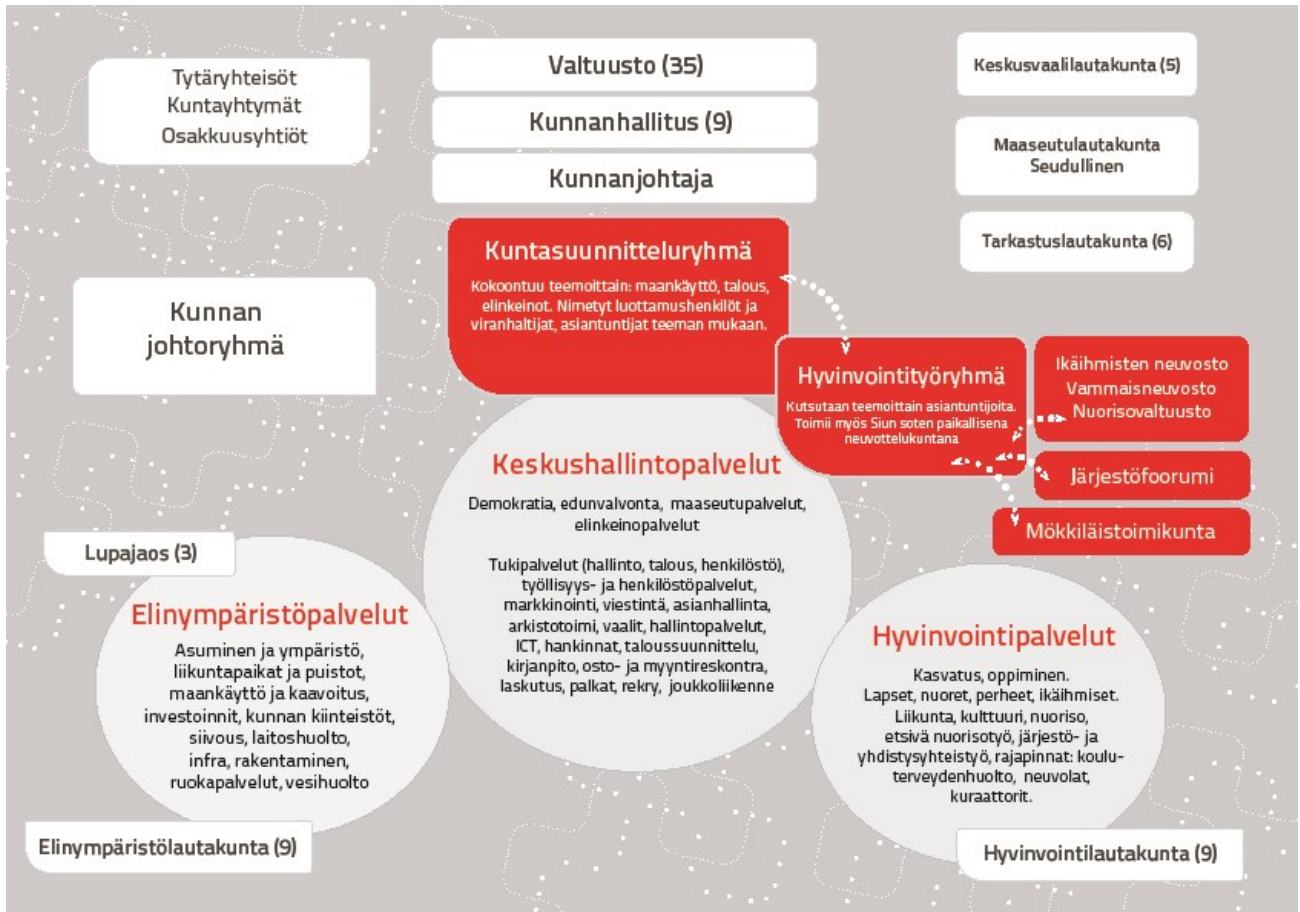 Tytäryhteisöt
Kuntayhtymät
Osakkuusyhtiöt
Valtuusto (35)
Kunnanhallitus (9)
Kunnanjohtaja
Keskusvaalilautakunta (5)
Maaseutulautakunta
Seudullinen
Tarkastuslautakunta (6)
Kunnan
johtoryhmä
Kuntasuunnitteluryhmä
Kokoontuu teemoittain: maankäyttö, talous,
elinkeinot. Nimetyt luottamushenkilöt ja
viranhaltijat, asiantuntijat teeman mukaan.
Hyvinvointityöryhmä
Kutsutaan teemoittain asiantuntijoita.
Toimii myös Siun soten paikallisena
neuvottelukuntana
Ikäihmisten neuvosto
Vammaisneuvosto
Nuorisovaltuusto
Järjestöfoorumi
Mökkiläistoimikunta
Keskushallintopalvelut
Demokratia, edunvalvonta, maaseutupalvelut,
elinkeinopalvelut
Tukipalvelut (hallinto, talous, henkilöstö),
työllisyys- ja henkilöstöpalvelut,
markkinointi, viestintä, asianhallinta,
arkistotoimi, vaalit, hallintopalvelut,
ICT, hankinnat, taloussuunnittelu,
kirjanpito, osto- ja myyntireskontra,
laskutus, palkat, rekry, joukkoliikenne
Lupajaos (3)
Elinympäristöpalvelut
Asuminen ja ympäristö,
liikuntapaikat ja puistot,
maankäyttö ja kaavoitus,
investoinnit, kunnan kiinteistöt,
siivous, laitoshuolto,
infra, rakentaminen,
ruokapalvelut, vesihuolto
Elinympäristölautakunta (9)
Hyvinvointipalvelut
Kasvatus, oppiminen.
Lapset, nuoret, perheet, ikäihmiset.
Liikunta, kulttuuri, nuoriso,
etsivä nuorisotyö, järjestö- ja
yhdistysyhteistyö, rajapinnat: koulu-
terveydenhuolto, neuvolat,
kuraattorit.
Hyvinvointilautakunta (9)